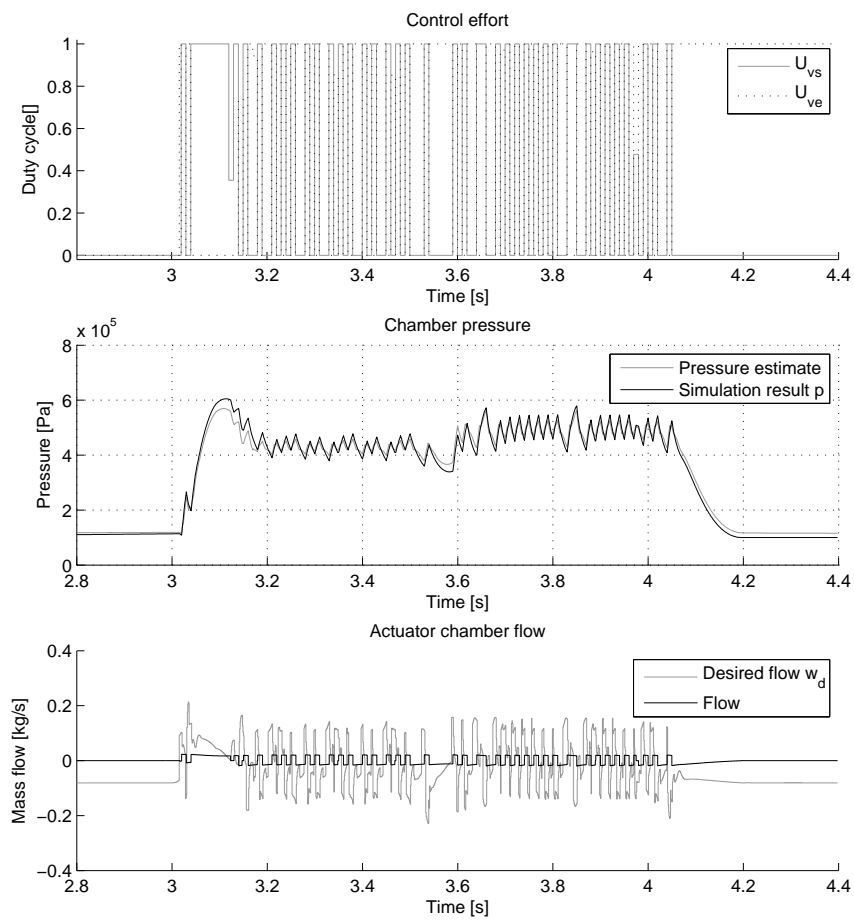 Control effort
1
0.8
0.6
0.4
0.2
0
Duty cycle[]
U_vs
U_ve
3 3.2 3.4 3.6 3.8 4 4.2 4.4
Time [s]
Chamber pressure
x 10^5
8
6
4
2
0
Pressure [Pa]
Pressure estimate
Simulation result p
2.8 3 3.2 3.4 3.6 3.8 4 4.2 4.4
Time [s]
Actuator chamber flow
0.4
0.2
0
−0.2
−0.4
Mass flow [kg/s]
Desired flow w_d
Flow
2.8 3 3.2 3.4 3.6 3.8 4 4.2 4.4
Time [s]